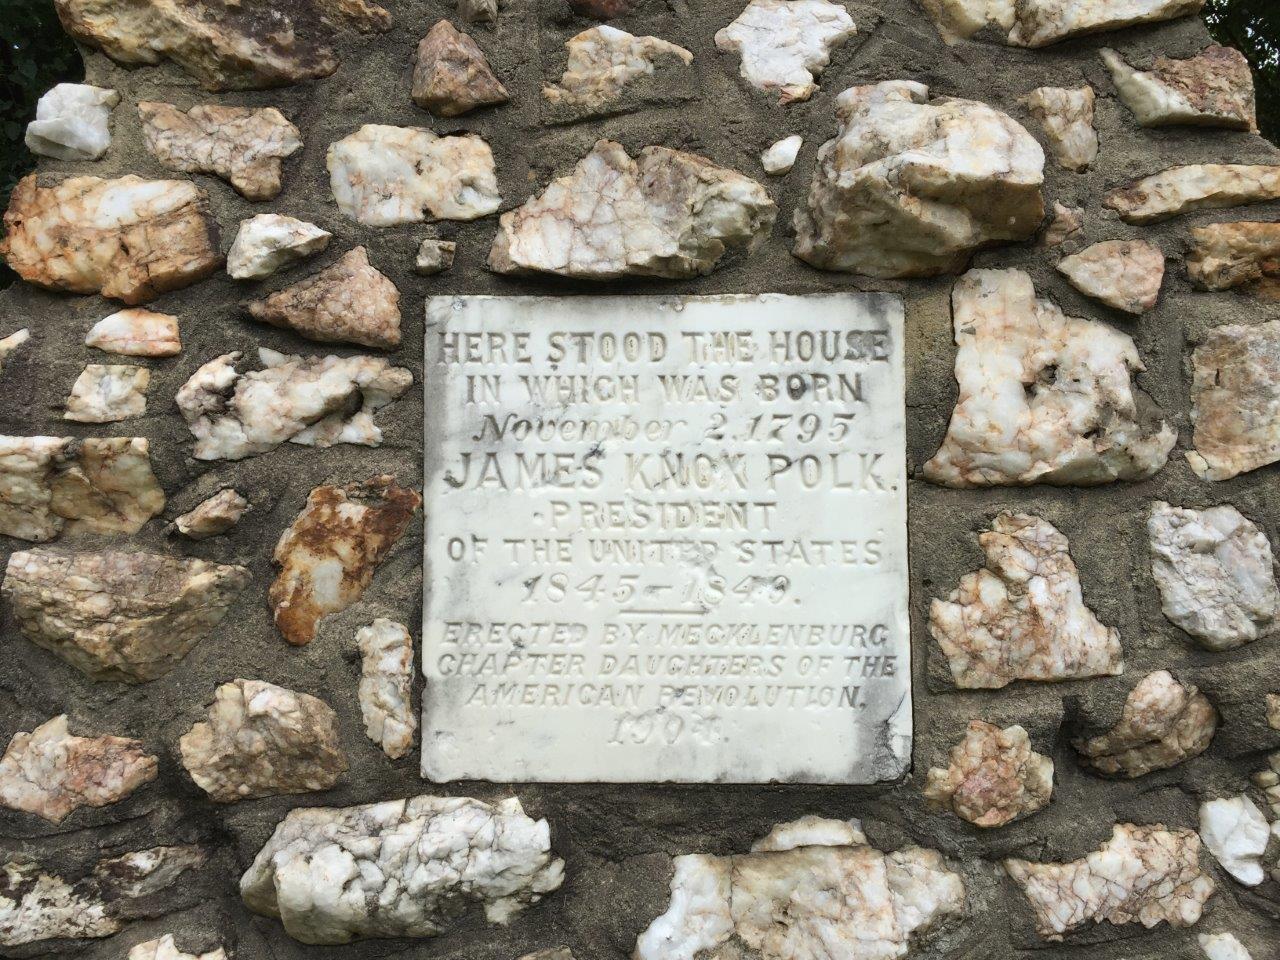 HERE STOOD THE HOUSE
IN WHICH WAS BORN
November 2.1795
JAMES KNOX POLK.
PRESIDENT
OF THE UNITED STATES
1845-1849.
ERECTED BY MECKLENBURG
CHAPTER DAUGHTERS OF THE
AMERICAN REVOLUTION.
1904.